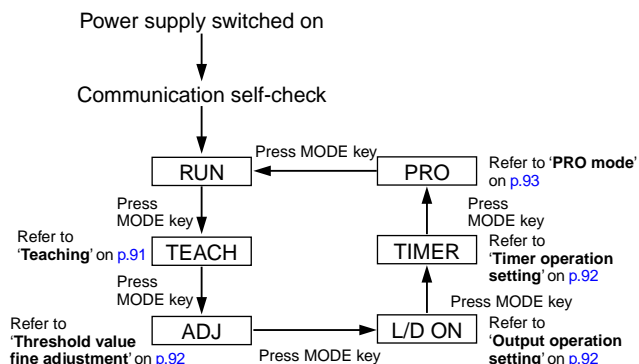 Power supply switched on
Communication self-check
Press MODE key
RUN
PRO
Refer to ‘PRO mode’
on p.93
Press
MODE key
Press
MODE key
Refer to
‘Teaching’ on p.91
TEACH
TIMER
Refer to
‘Timer operation
setting’ on p.92
Press
MODE key
Press MODE key
Refer to
‘Threshold value
fine adjustment’ on p.92
ADJ
Press MODE key
L/D ON
Refer to
‘Output operation
setting’ on p.92